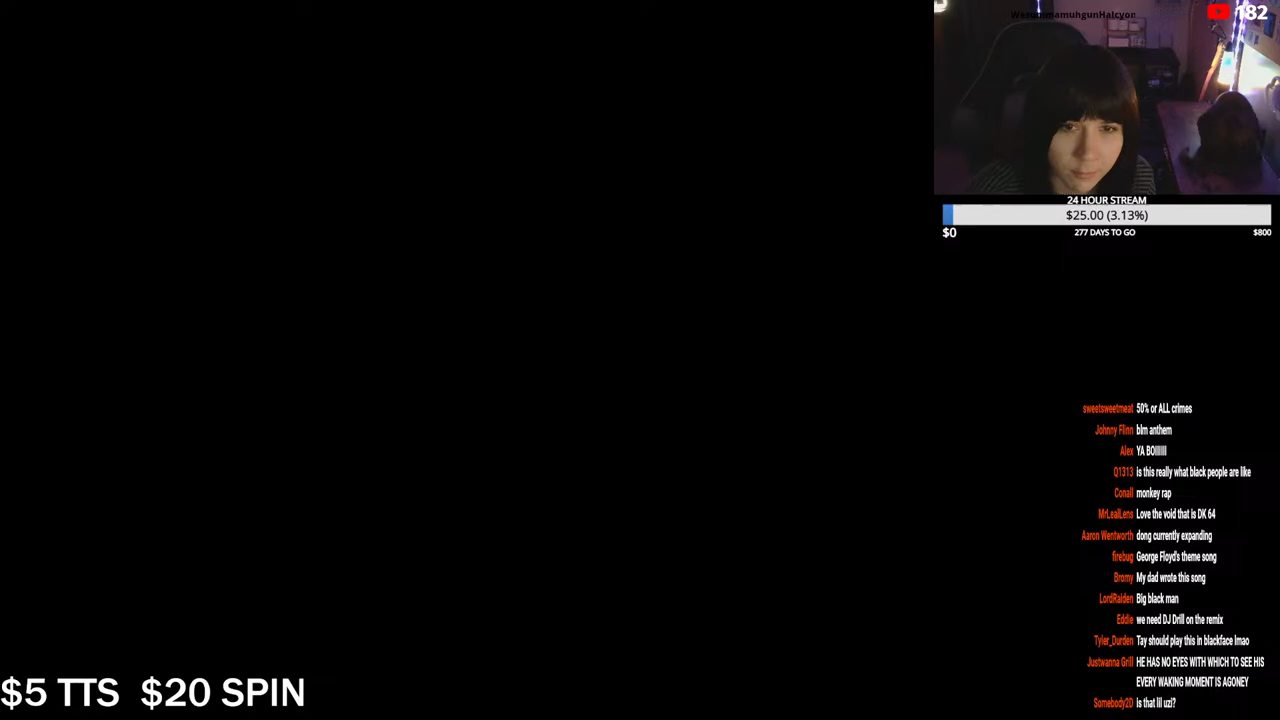 182
24 HOUR STREAM
$25.00 (3.13%)
$0 277 DAYS TO GO $800
sweetsweetmeat 50% or ALL crimes
Johnny Flinn blm anthem
Alex YA BOIIIIII
Q1313 is this really what black people are like
Conall monkey rap
MrLealLens Love the void that is DK 64
Aaron Wentworth dong currently expanding
firebug George Floyd's theme song
Bromy My dad wrote this song
LordRaiden Big black man
Eddie we need DJ Drill on the remix
Tyler_Durden Tay should play this in blackface lmao
Justwanna Grill HE HAS NO EYES WITH WHICH TO SEE HIS
EVERY WAKING MOMENT IS AGONEY
Somebody2D Is that lil uzi?
$5 TTS $20 SPIN